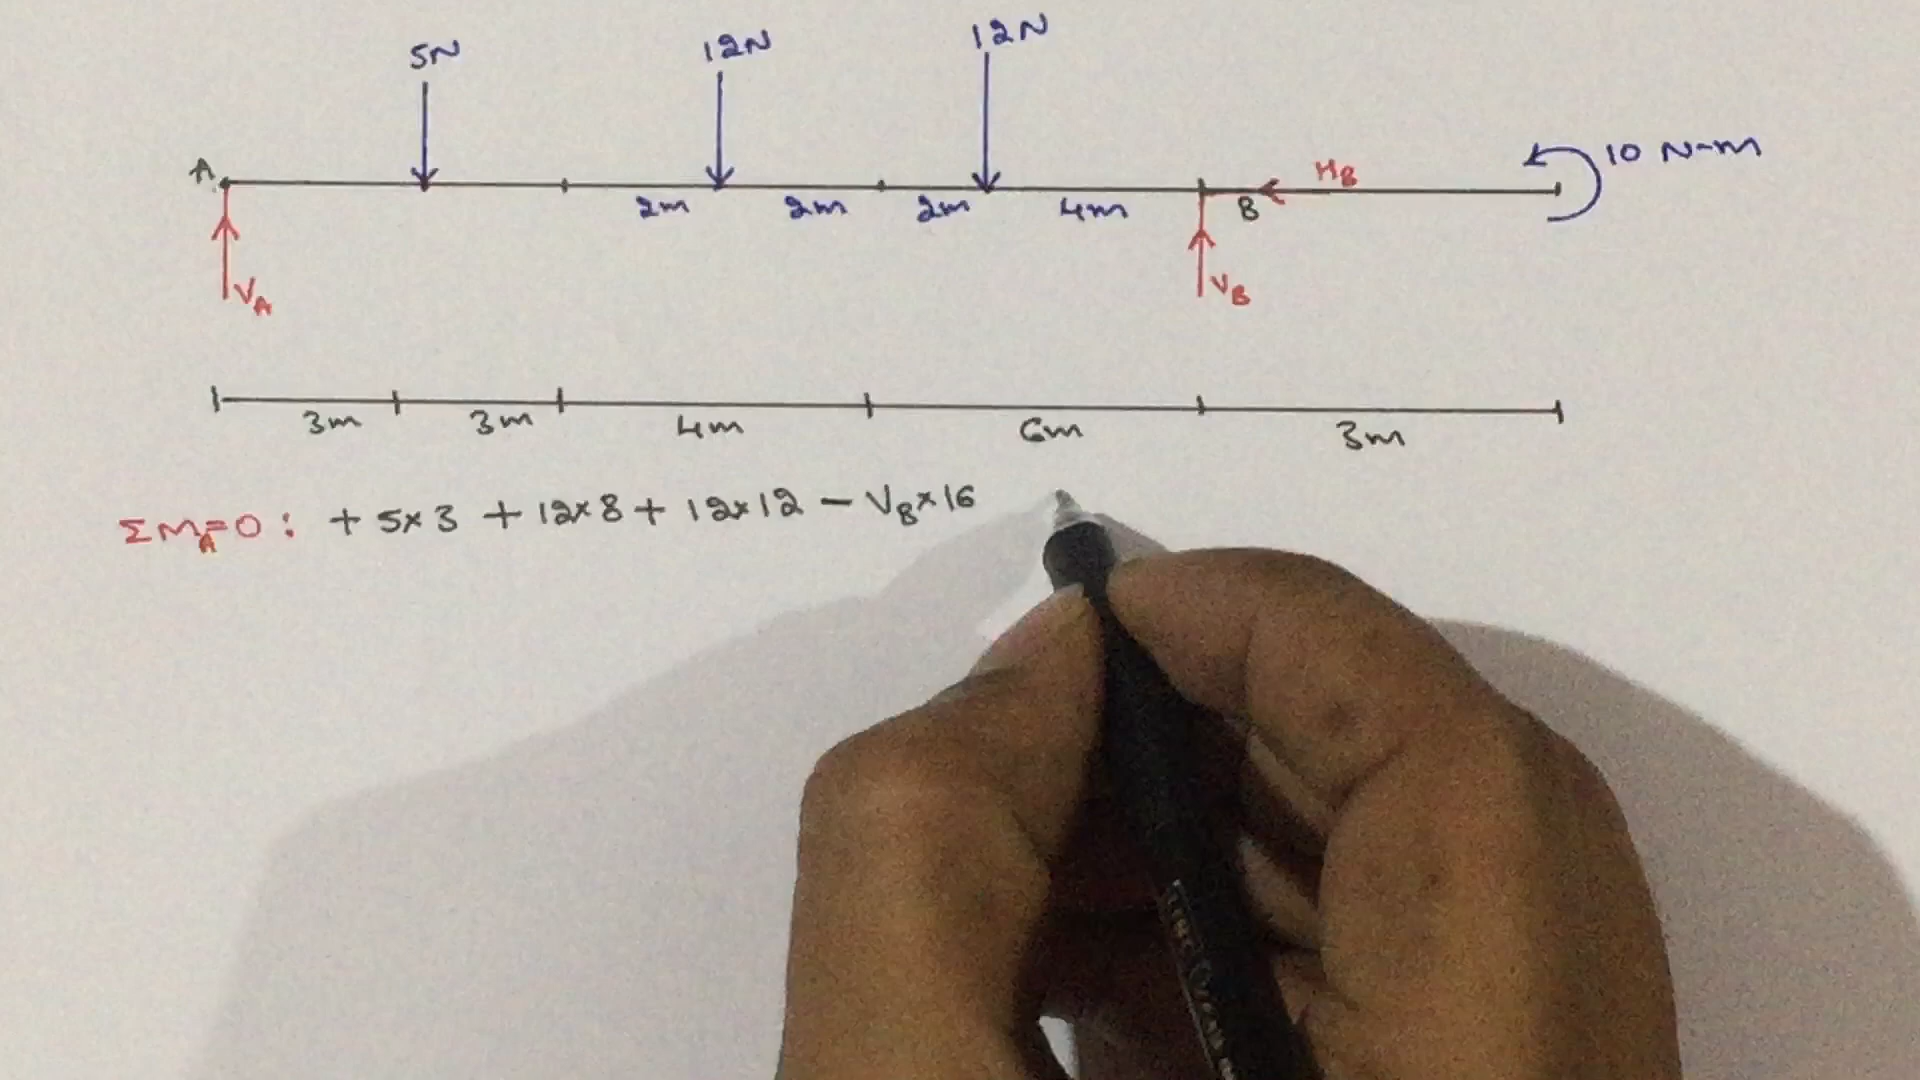 5N 12N 12N
A 2m 2m 2m 4m B HB 10 N-m
VA VB
3m 3m 4m 6m 3m
ΣMA=0 : + 5×3 + 12×8 + 12×12 - VB×16